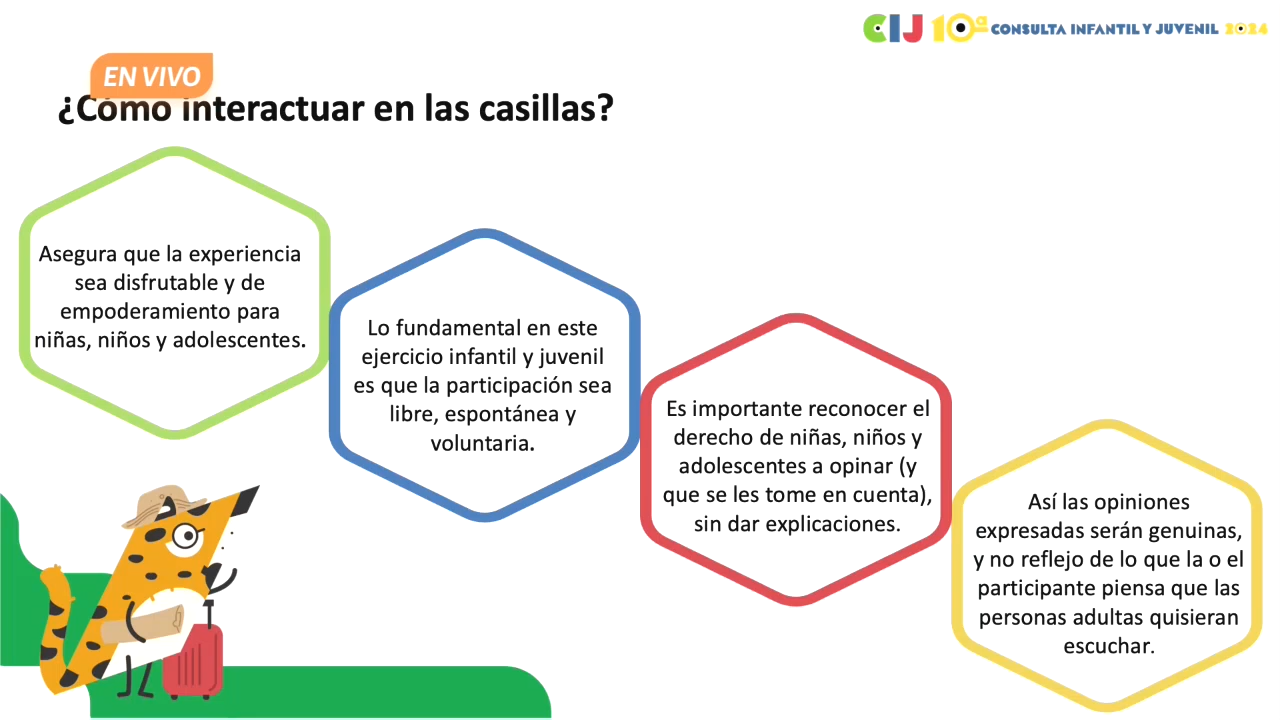 CIJ 10ª CONSULTA INFANTIL Y JUVENIL 2024
EN VIVO
¿Cómo interactuar en las casillas?
Asegura que la experiencia
sea disfrutable y de
empoderamiento para
niñas, niños y adolescentes.
Lo fundamental en este
ejercicio infantil y juvenil
es que la participación sea
libre, espontánea y
voluntaria.
Es importante reconocer el
derecho de niñas, niños y
adolescentes a opinar (y
que se les tome en cuenta),
sin dar explicaciones.
Así las opiniones
expresadas serán genuinas,
y no reflejo de lo que la o el
participante piensa que las
personas adultas quisieran
escuchar.